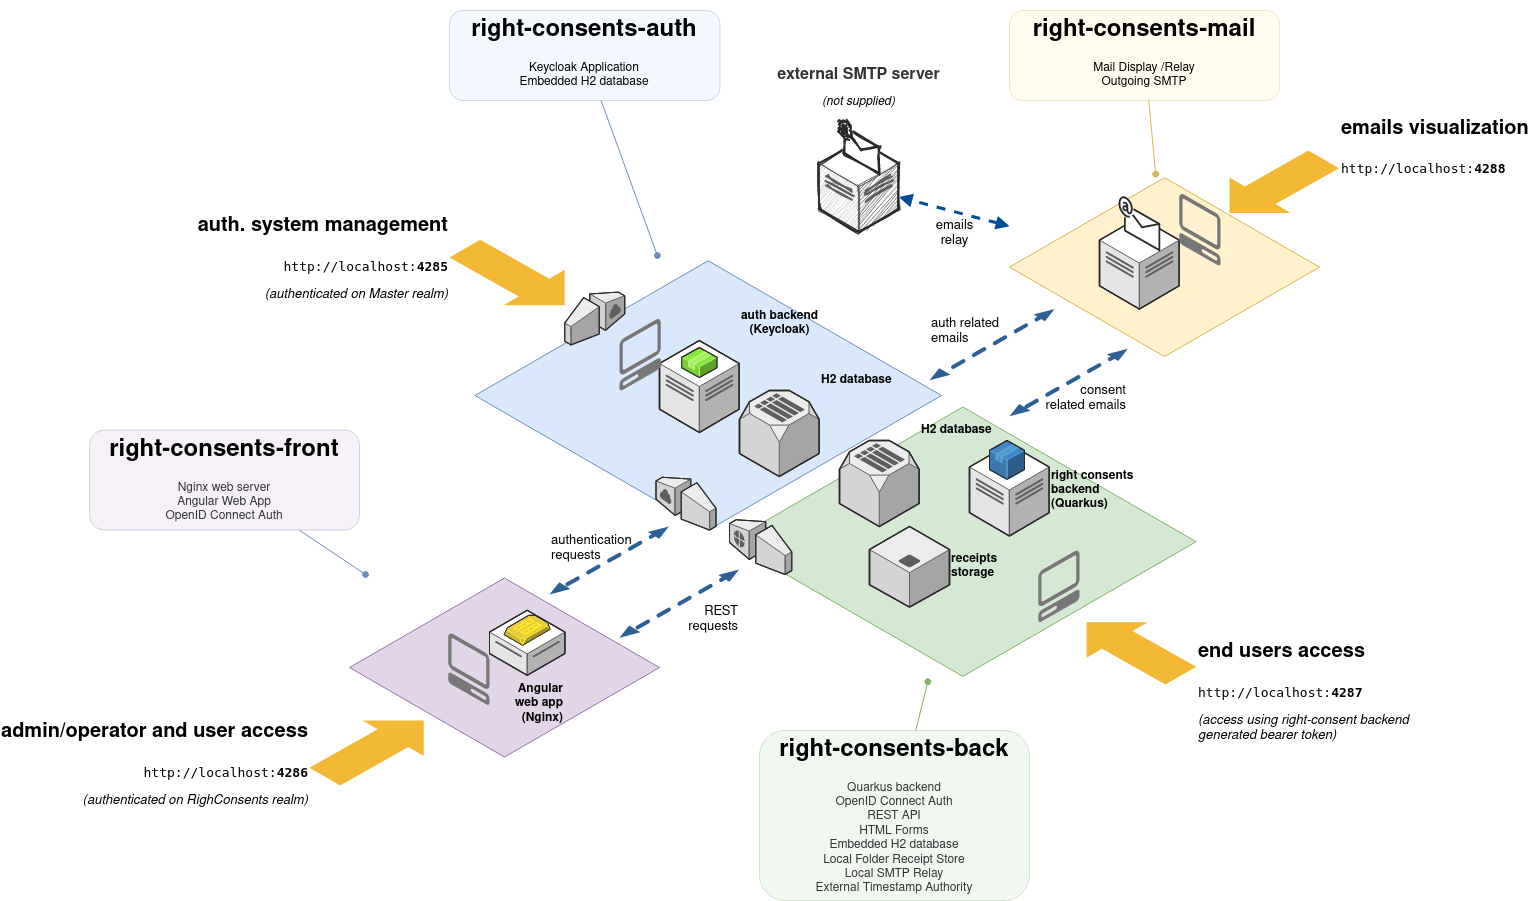 right-consents-auth
Keycloak Application
Embedded H2 database
right-consents-mail
Mail Display /Relay
Outgoing SMTP
external SMTP server
(not supplied)
emails visualization
http://localhost:4288
emails
relay
auth. system management
http://localhost:4285
(authenticated on Master realm)
auth backend
(Keycloak)
H2 database
auth related
emails
consent
related emails
right-consents-front
Nginx web server
Angular Web App
OpenID Connect Auth
H2 database
right consents
backend
(Quarkus)
receipts
storage
authentication
requests
REST
requests
Angular
web app
(Nginx)
end users access
http://localhost:4287
(access using right-consent backend
generated bearer token)
admin/operator and user access
http://localhost:4286
(authenticated on RighConsents realm)
right-consents-back
Quarkus backend
OpenID Connect Auth
REST API
HTML Forms
Embedded H2 database
Local Folder Receipt Store
Local SMTP Relay
External Timestamp Authority